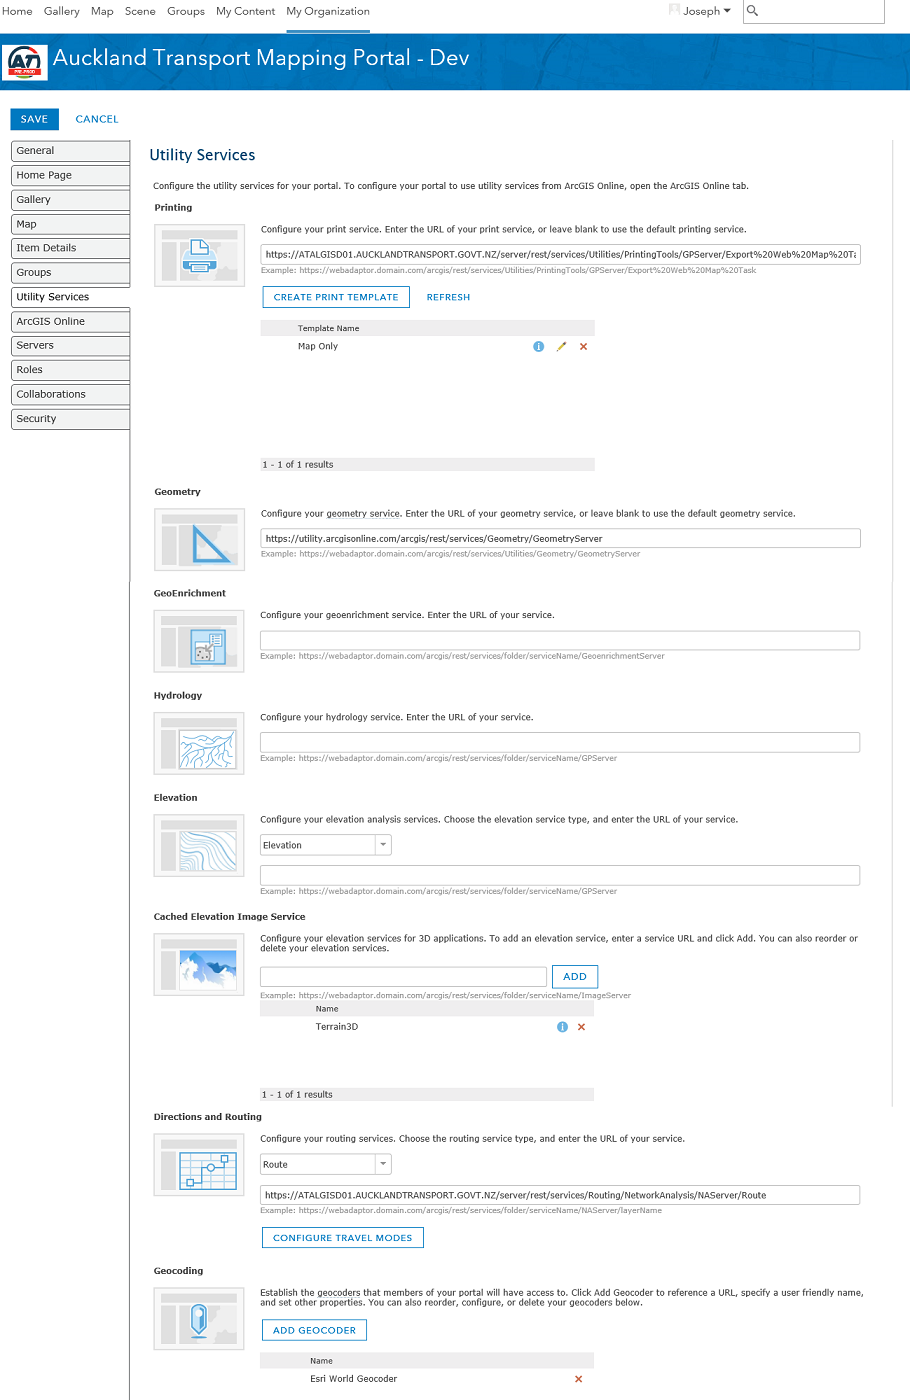 Home Gallery Map Scene Groups My Content My Organization Joseph
AT
PRE-PROD
Auckland Transport Mapping Portal - Dev
SAVE CANCEL
General
Home Page
Gallery
Map
Item Details
Groups
Utility Services
ArcGIS Online
Servers
Roles
Collaborations
Security
Utility Services
Configure the utility services for your portal. To configure your portal to use utility services from ArcGIS Online, open the ArcGIS Online tab.
Printing
Configure your print service. Enter the URL of your print service, or leave blank to use the default printing service.
https://ATALGISD01.AUCKLANDTRANSPORT.GOVT.NZ/server/rest/services/Utilities/PrintingTools/GPServer/Export%20Web%20Map%20Ta
Example: https://webadaptor.domain.com/arcgis/rest/services/Utilities/PrintingTools/GPServer/Export%20Web%20Map%20Task
CREATE PRINT TEMPLATE REFRESH
Template Name
Map Only
1 - 1 of 1 results
Geometry
Configure your geometry service. Enter the URL of your geometry service, or leave blank to use the default geometry service.
https://utility.arcgisonline.com/arcgis/rest/services/Geometry/GeometryServer
Example: https://webadaptor.domain.com/arcgis/rest/services/Utilities/Geometry/GeometryServer
GeoEnrichment
Configure your geoenrichment service. Enter the URL of your service.
Example: https://webadaptor.domain.com/arcgis/rest/services/folder/serviceName/GeoenrichmentServer
Hydrology
Configure your hydrology service. Enter the URL of your service.
Example: https://webadaptor.domain.com/arcgis/rest/services/folder/serviceName/GPServer
Elevation
Configure your elevation analysis services. Choose the elevation service type, and enter the URL of your service.
Elevation
Example: https://webadaptor.domain.com/arcgis/rest/services/folder/serviceName/GPServer
Cached Elevation Image Service
Configure your elevation services for 3D applications. To add an elevation service, enter a service URL and click Add. You can also reorder or
delete your elevation services.
ADD
Example: https://webadaptor.domain.com/arcgis/rest/services/folder/serviceName/ImageServer
Name
Terrain3D
1 - 1 of 1 results
Directions and Routing
Configure your routing services. Choose the routing service type, and enter the URL of your service.
Route
https://ATALGISD01.AUCKLANDTRANSPORT.GOVT.NZ/server/rest/services/Routing/NetworkAnalysis/NAServer/Route
Example: https://webadaptor.domain.com/arcgis/rest/services/folder/serviceName/NAServer/layerName
CONFIGURE TRAVEL MODES
Geocoding
Establish the geocoders that members of your portal will have access to. Click Add Geocoder to reference a URL, specify a user friendly name,
and set other properties. You can also reorder, configure, or delete your geocoders below.
ADD GEOCODER
Name
Esri World Geocoder